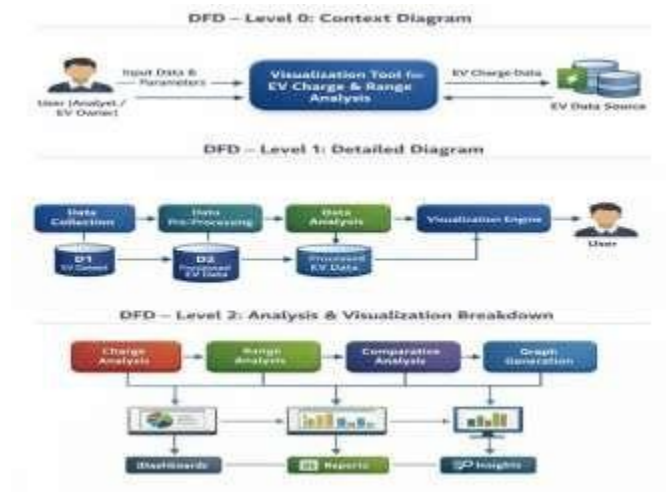 DFD – Level 0: Context Diagram
Input Data &
Parameters
User (Analyst /
EV Owner)
Visualization Tool for
EV Charge & Range
Analysis
EV Charge Data
EV Data Source
DFD – Level 1: Detailed Diagram
Data
Collection
Data
Pre-Processing
Data
Analysis
Visualization Engine
User
D1
EV Dataset
D2
Processed
EV Data
Processed
EV Data
DFD – Level 2: Analysis & Visualization Breakdown
Charge
Analysis
Range
Analysis
Comparative
Analysis
Graph
Generation
Dashboards
Reports
Insights